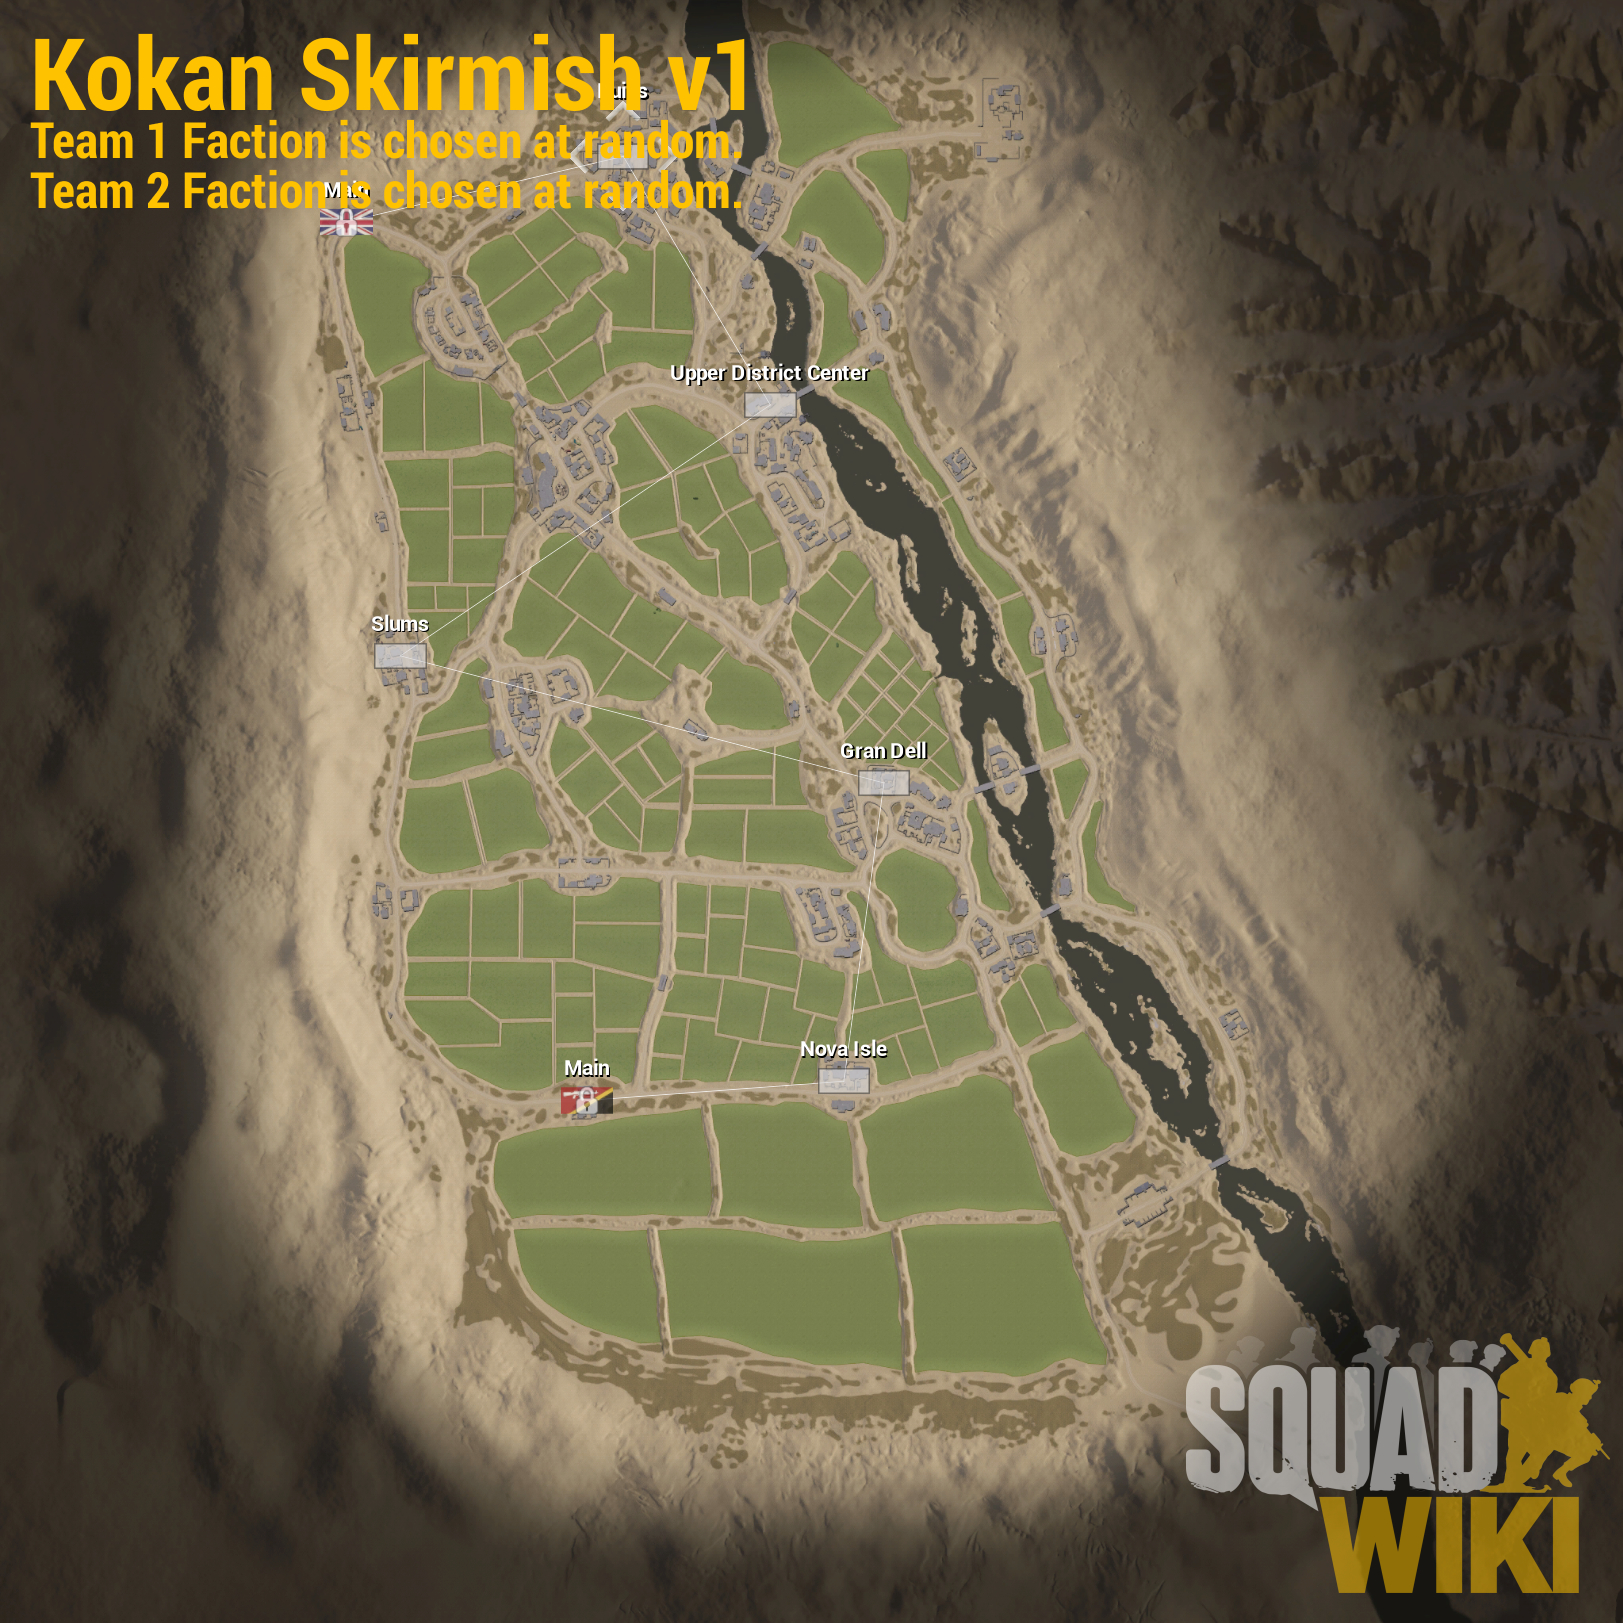 Kokan Skirmish v1
Ruins
Team 1 Faction is chosen at random.
Team 2 Faction is chosen at random.
Main
Upper District Center
Slums
Gran Dell
Nova Isle
Main
SQUAD
WIKI